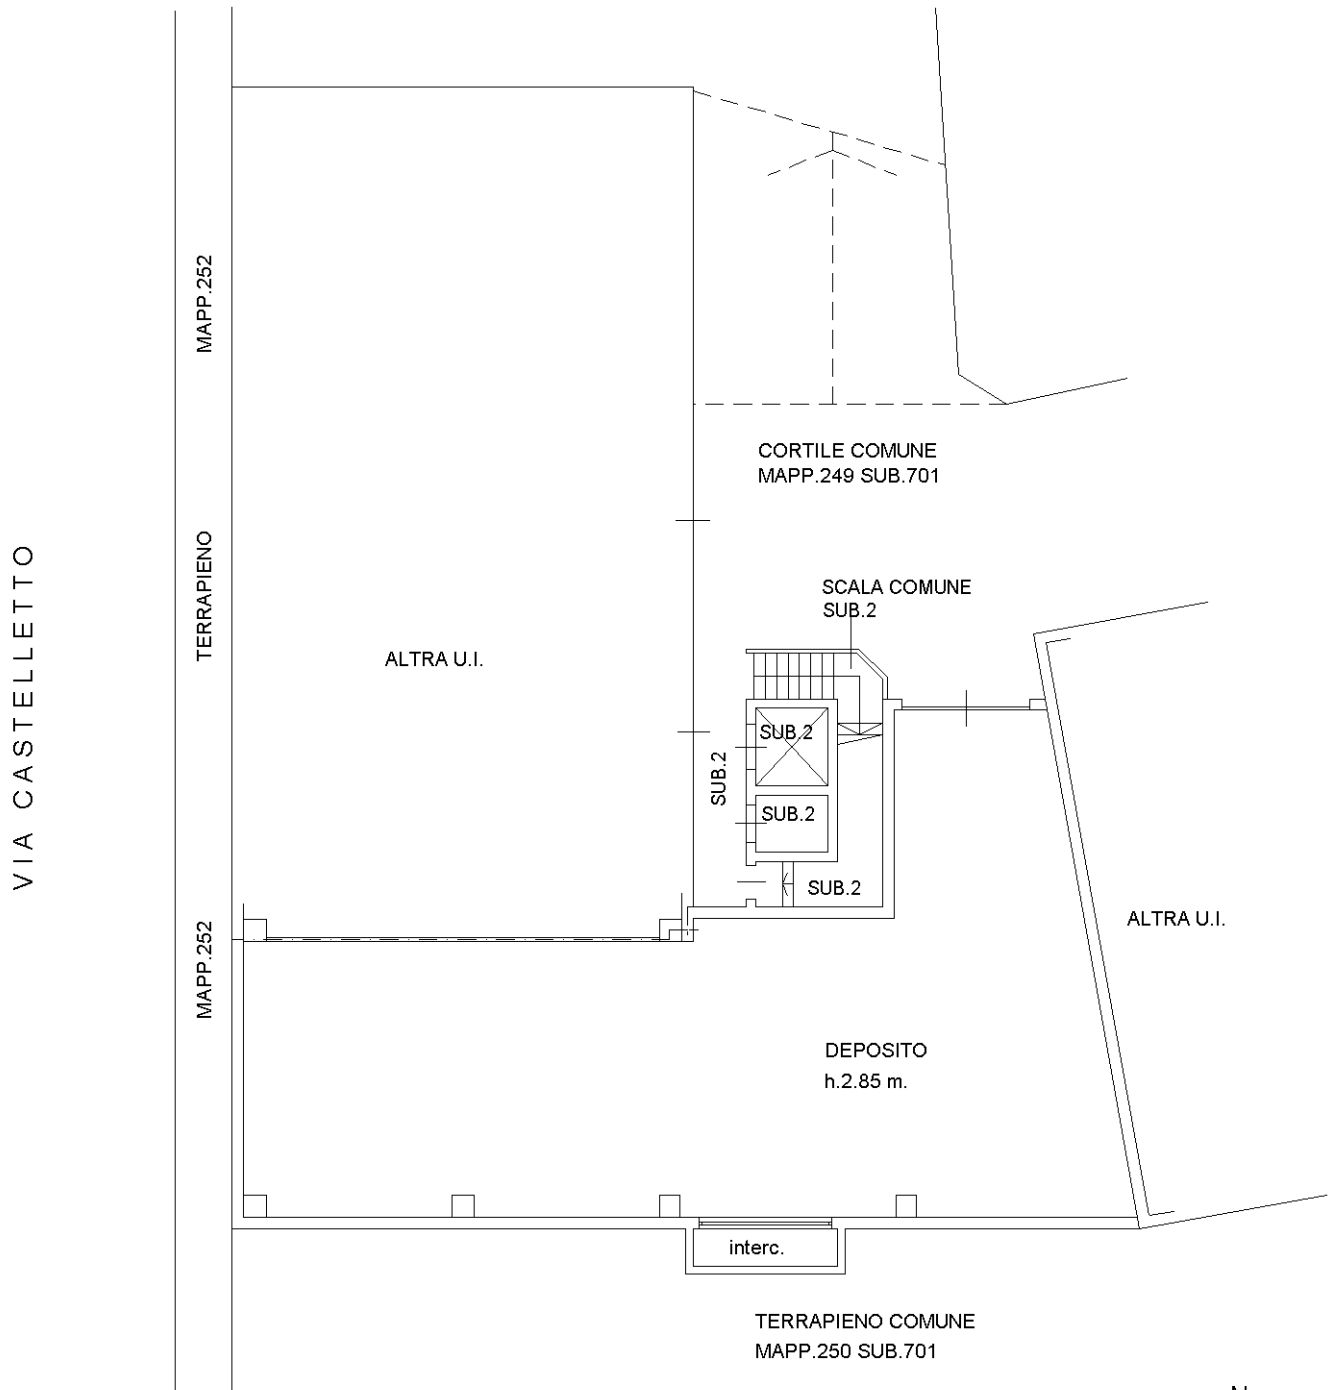 VIA CASTELLETTO
MAPP.252
TERRAPIENO
MAPP.252
ALTRA U.I.
CORTILE COMUNE
MAPP.249 SUB.701
SCALA COMUNE
SUB.2
SUB.2
SUB.2
SUB.2
SUB.2
ALTRA U.I.
DEPOSITO
h.2.85 m.
interc.
TERRAPIENO COMUNE
MAPP.250 SUB.701
N